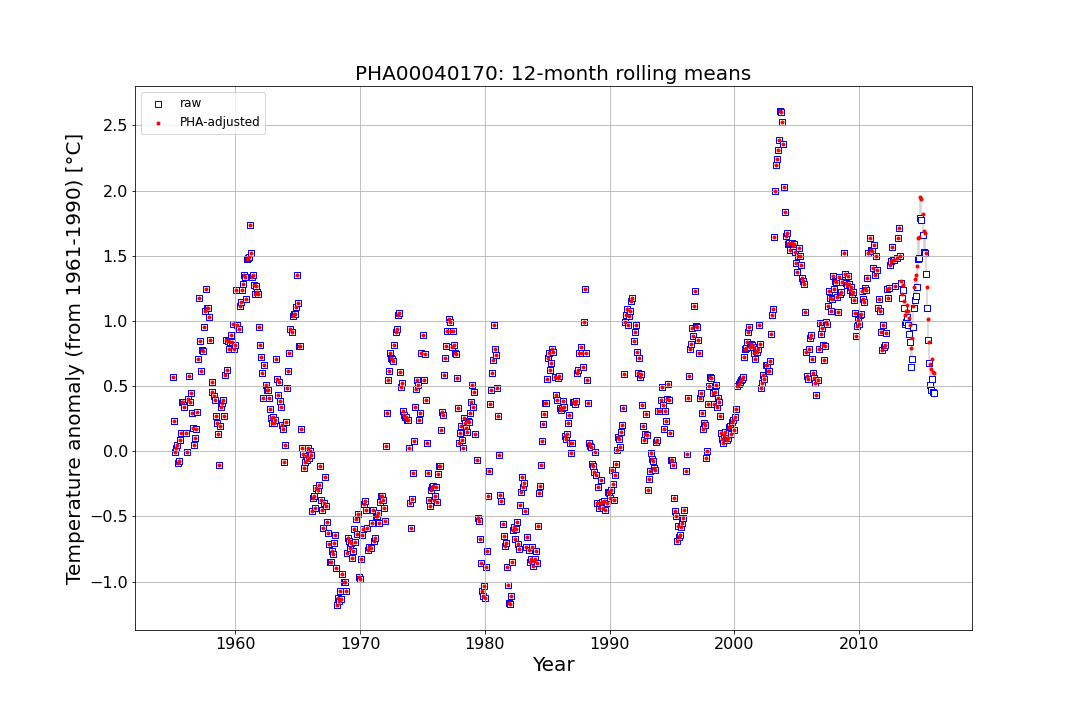 PHA00040170: 12-month rolling means
raw
PHA-adjusted
Temperature anomaly (from 1961-1990) [°C]
2.5
2.0
1.5
1.0
0.5
0.0
−0.5
−1.0
1960 1970 1980 1990 2000 2010
Year